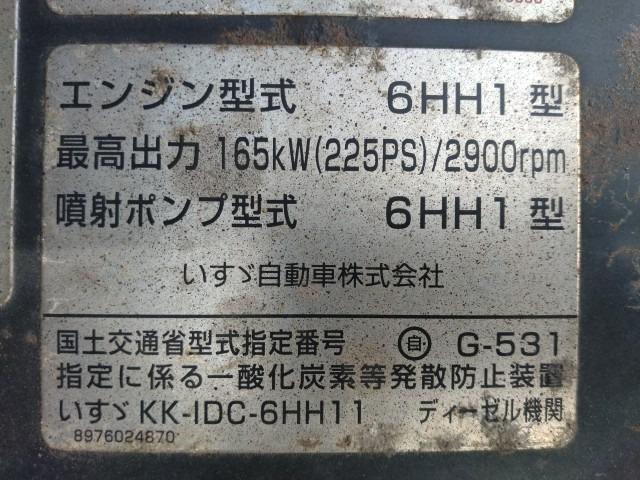 エンジン型式 6HH1型
最高出力 165kW(225PS)/2900rpm
噴射ポンプ型式 6HH1型
いすゞ自動車株式会社
国土交通省型式指定番号 ㊂自 G-531
指定に係る一酸化炭素等発散防止装置
いすゞ KK-IDC-6HH11 ディーゼル機関
8976024870